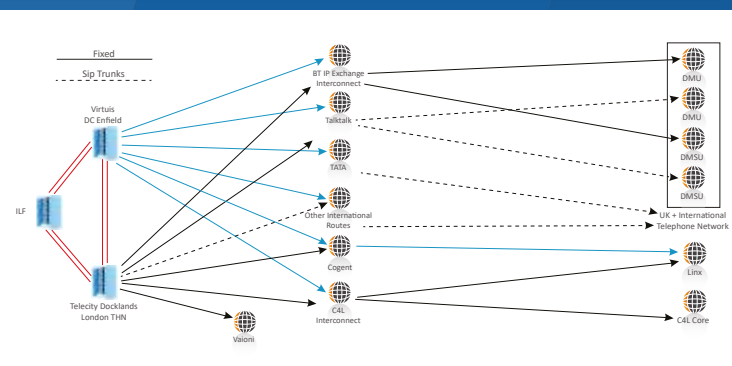 Fixed
Sip Trunks
Virtuis
DC Enfield
ILF
Telecity Docklands
London THN
Vaioni
BT IP Exchange
Interconnect
Talktalk
TATA
Other International
Routes
Cogent
C4L
Interconnect
DMU
DMU
DMSU
DMSU
UK + International
Telephone Network
Linx
C4L Core